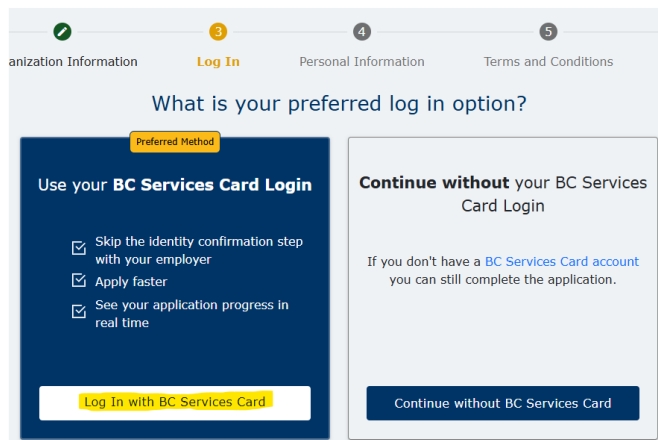 3 4 5
anization Information Log In Personal Information Terms and Conditions
What is your preferred log in option?
Preferred Method
Use your BC Services Card Login
Skip the identity confirmation step
with your employer
Apply faster
See your application progress in
real time
Log In with BC Services Card
Continue without your BC Services
Card Login
If you don't have a BC Services Card account
you can still complete the application.
Continue without BC Services Card